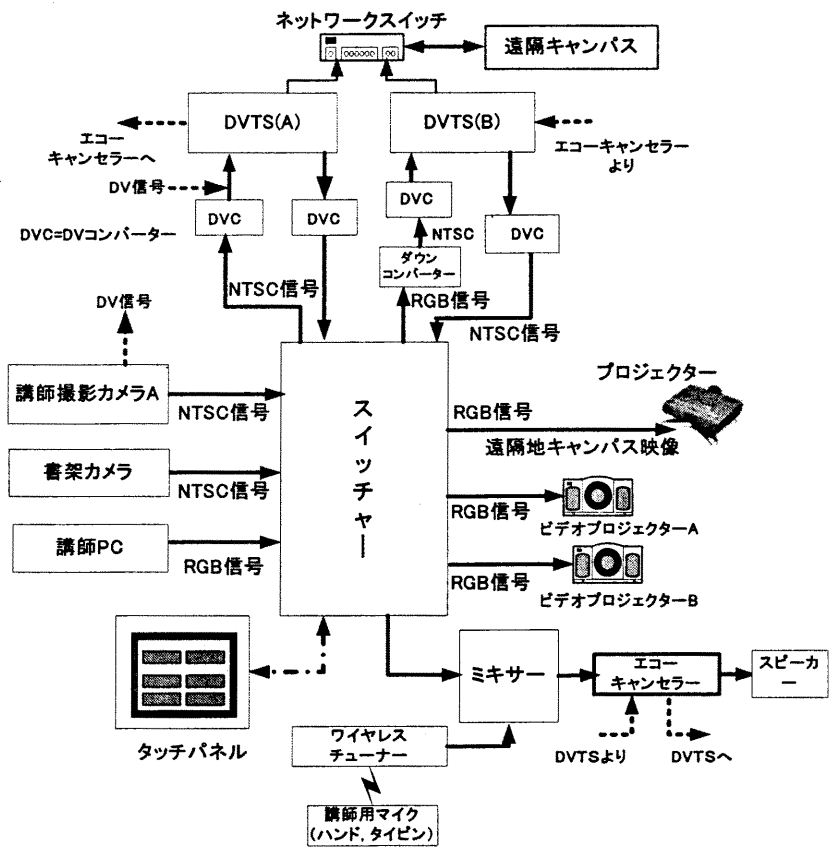 ネットワークスイッチ
遠隔キャンパス
DVTS(A)
DVTS(B)
エコー
キャンセラーへ
エコーキャンセラー
より
DV信号
DVC
DVC
DVC
DVC
DVC=DVコンバーター
NTSC
ダウン
コンバーター
NTSC信号
RGB信号
NTSC信号
DV信号
講師撮影カメラA
NTSC信号
書架カメラ
NTSC信号
講師PC
RGB信号
スイッチャー
プロジェクター
RGB信号
遠隔地キャンパス映像
RGB信号
ビデオプロジェクターA
RGB信号
ビデオプロジェクターB
タッチパネル
ミキサー
エコー
キャンセラー
スピーカ
ー
DVTSより
DVTSへ
ワイヤレス
チューナー
講師用マイク
(ハンド,タイピン)